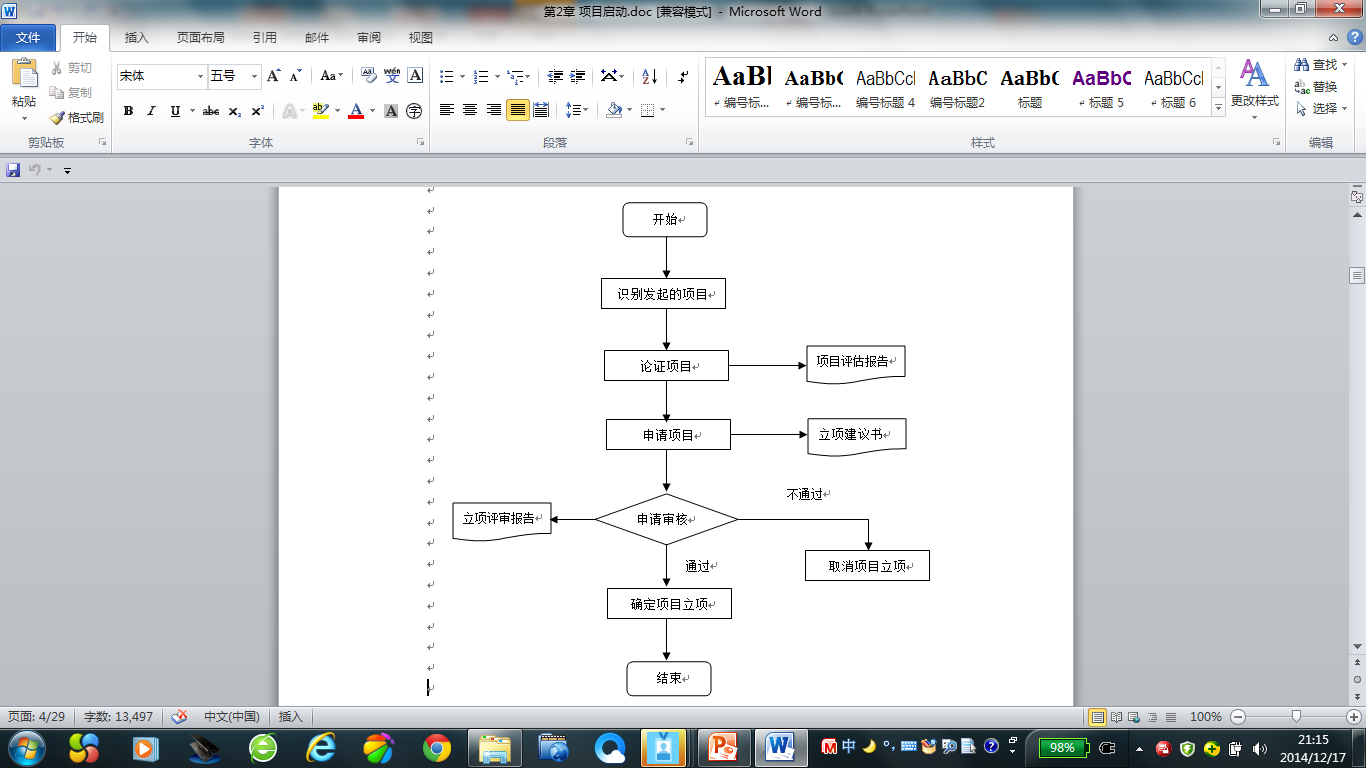 第2章 项目启动.doc [兼容模式] - Microsoft Word
文件 开始 插入 页面布局 引用 邮件 审阅 视图
粘贴
剪切
复制
格式刷
剪贴板
宋体 五号
字体
段落
AaBl AaBbC AaBbCcI AaBbC AaBbC AaBbC AaBbCcI
编号标... 编号标... 编号标题 4 编号标题2 标题 标题 5 标题 6
更改样式
样式
查找
替换
选择
编辑
开始
识别发起的项目
论证项目
项目评估报告
申请项目
立项建议书
不通过
立项评审报告
申请审核
取消项目立项
通过
确定项目立项
结束
页面: 4/29 字数: 13,497 中文(中国) 插入 100%
中
98%
21:15
2014/12/17